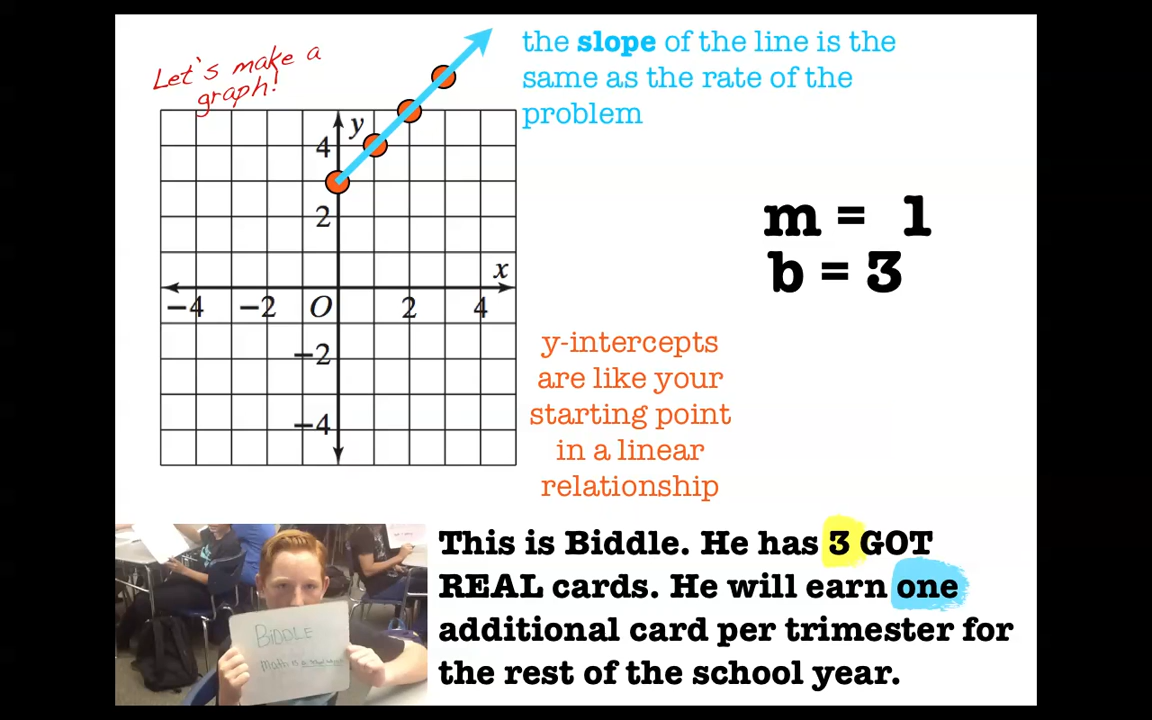 Let's make a
graph!
the slope of the line is the
same as the rate of the
problem
y
4
2
x
−4 −2 O 2 4
−2
−4
m = 1
b = 3
y-intercepts
are like your
starting point
in a linear
relationship
This is Biddle. He has 3 GOT
REAL cards. He will earn one
additional card per trimester for
the rest of the school year.
BIDDLE
Math is a